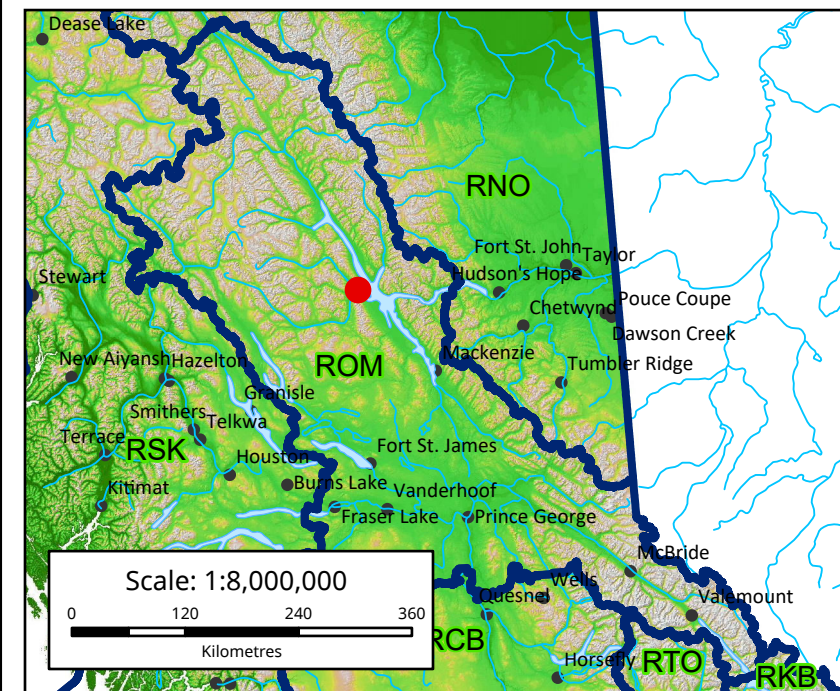 Dease Lake
RNO
Fort St. John
Taylor
Hudson's Hope
Stewart
Chetwynd
Pouce Coupe
Dawson Creek
Mackenzie
New Aiyansh
Hazelton
ROM
Tumbler Ridge
Granisle
Smithers
Telkwa
Terrace
RSK
Fort St. James
Houston
Kitimat
Burns Lake
Vanderhoof
Fraser Lake
Prince George
McBride
Scale: 1:8,000,000
Wells
Quesnel
Valemount
0 120 240 360
Kilometres
RCB
Horsefly
RTO
RKB